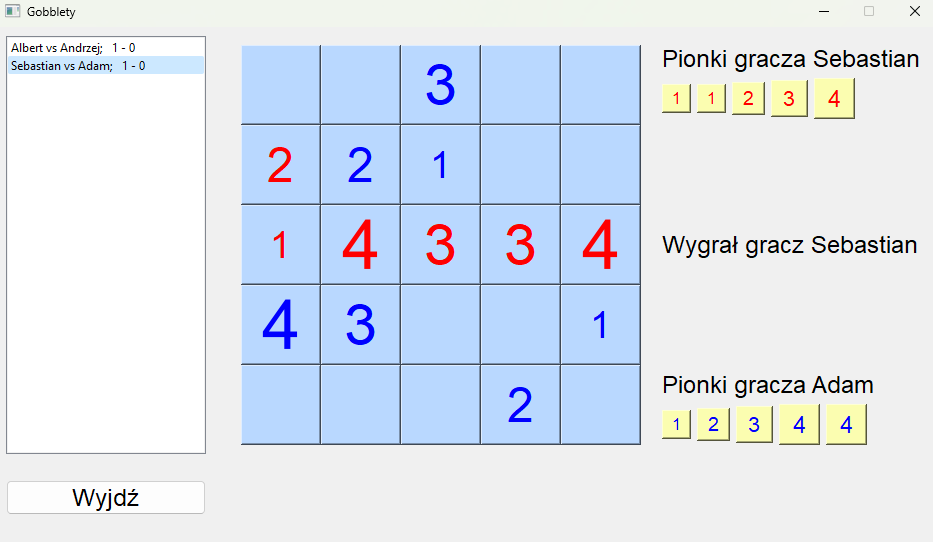 Gobblety
Albert vs Andrzej; 1 - 0
Sebastian vs Adam; 1 - 0
Wyjdź
3
2 2 1
1 4 3 3 4
4 3 1
2
Pionki gracza Sebastian
1 1 2 3 4
Wygrał gracz Sebastian
Pionki gracza Adam
1 2 3 4 4